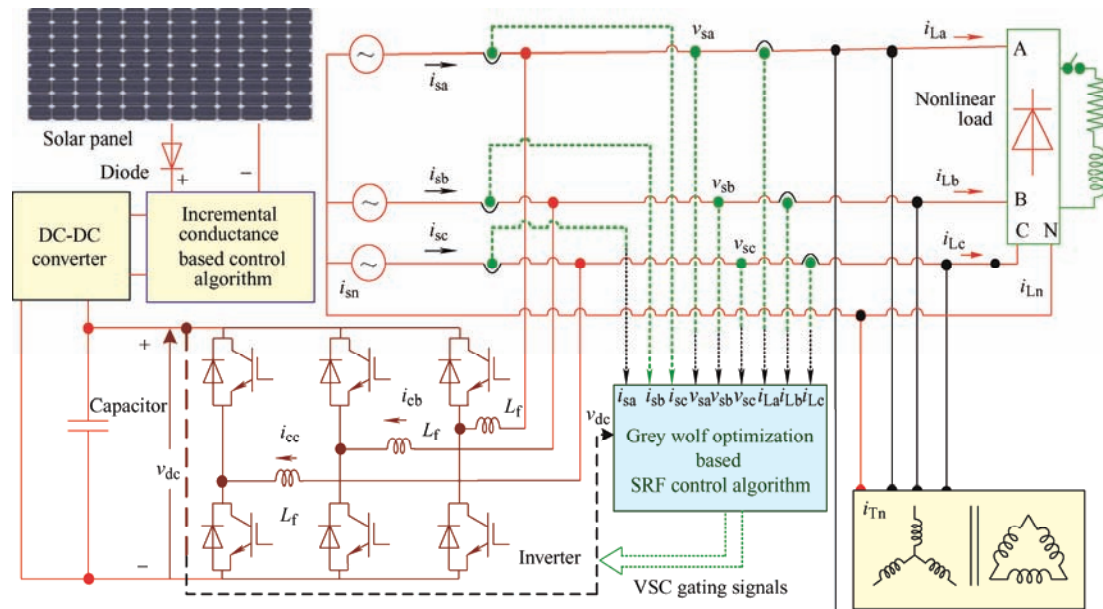 Solar panel
Diode
+
−
DC-DC
converter
Incremental
conductance
based control
algorithm
~
~
~
i_sa
i_sb
i_sc
i_sn
v_sa
v_sb
v_sc
i_La
i_Lb
i_Lc
i_Ln
Nonlinear
load
A
B
C N
+
Capacitor
v_dc
−
i_cb
i_cc
L_f
L_f
L_f
Inverter
v_dc
i_sa i_sb i_sc v_sa v_sb v_sc i_La i_Lb i_Lc
Grey wolf optimization
based
SRF control algorithm
VSC gating signals
i_Tn